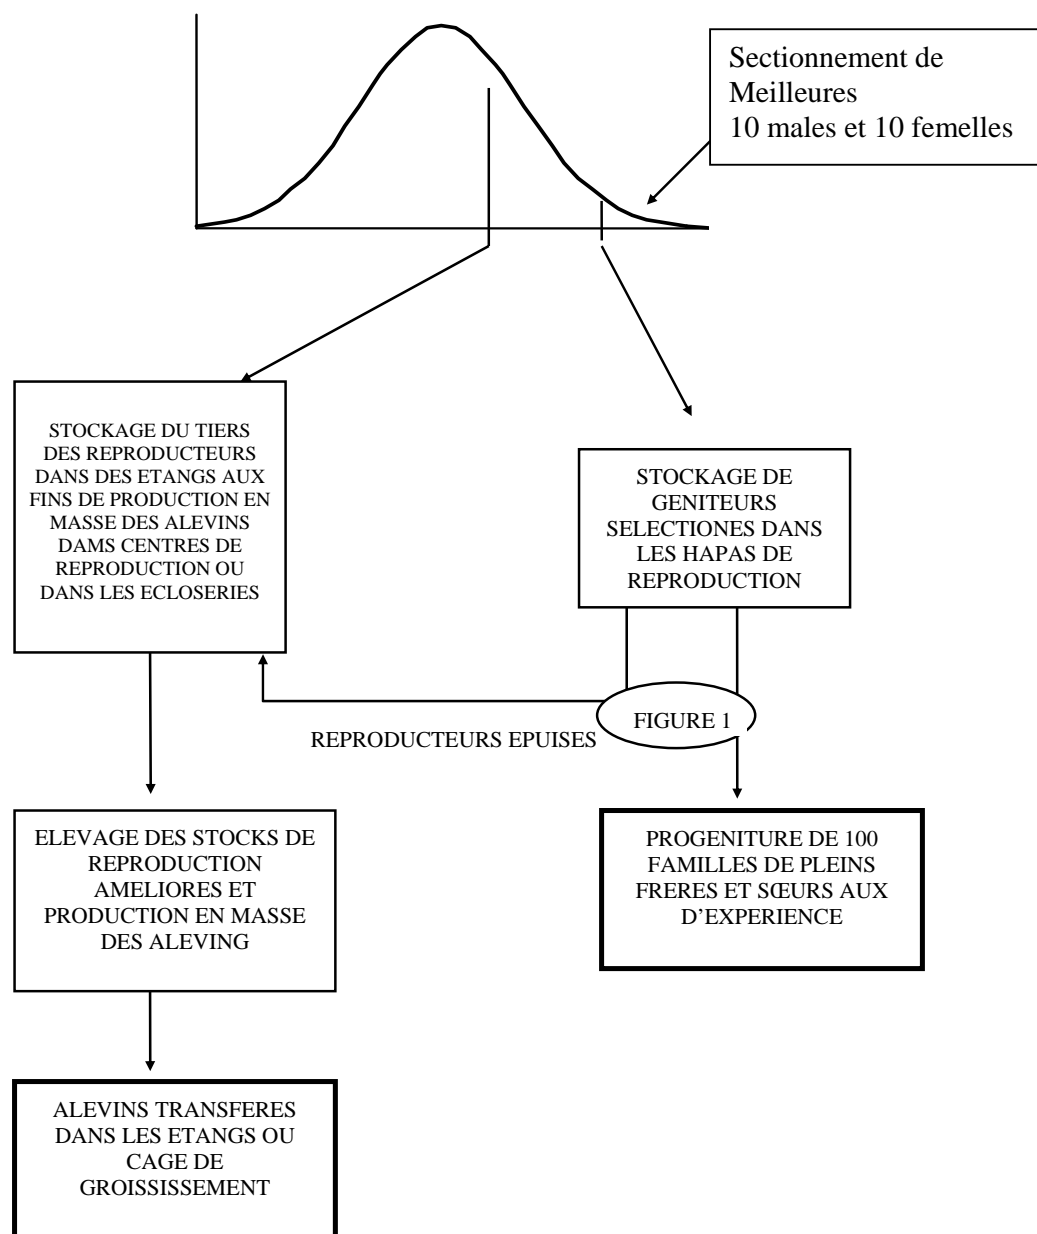 Sectionnement de
Meilleures
10 males et 10 femelles
STOCKAGE DU TIERS
DES REPRODUCTEURS
DANS DES ETANGS AUX
FINS DE PRODUCTION EN
MASSE DES ALEVINS
DAMS CENTRES DE
REPRODUCTION OU
DANS LES ECLOSERIES
STOCKAGE DE
GENITEURS
SELECTIONES DANS
LES HAPAS DE
REPRODUCTION
FIGURE 1
REPRODUCTEURS EPUISES
ELEVAGE DES STOCKS DE
REPRODUCTION
AMELIORES ET
PRODUCTION EN MASSE
DES ALEVING
PROGENITURE DE 100
FAMILLES DE PLEINS
FRERES ET SŒURS AUX
D'EXPERIENCE
ALEVINS TRANSFERES
DANS LES ETANGS OU
CAGE DE
GROISSISSEMENT